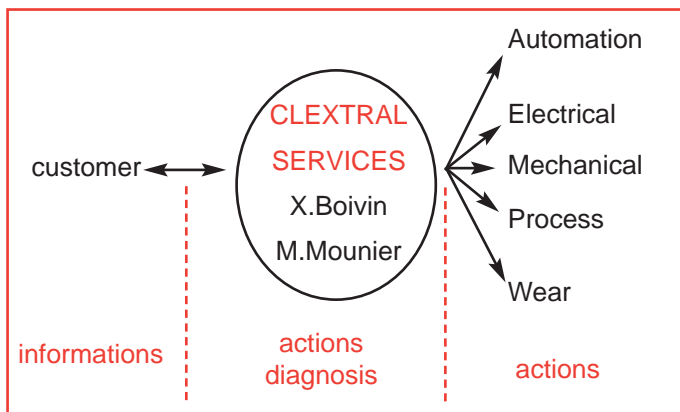 customer
CLEXTRAL
SERVICES
X.Boivin
M.Mounier
Automation
Electrical
Mechanical
Process
Wear
informations
actions
diagnosis
actions